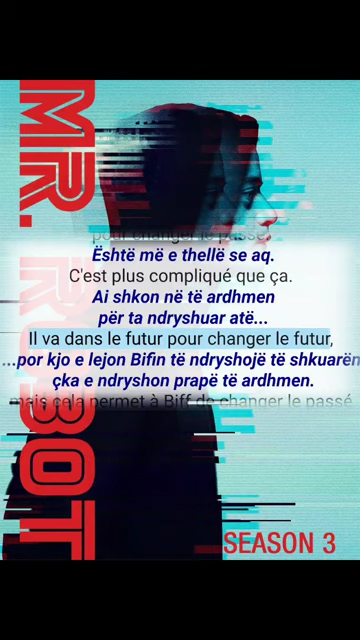 MR. ROBOT
pour changer le passé
Është më e thellë se aq.
C'est plus compliqué que ça.
Ai shkon në të ardhmen
për ta ndryshuar atë...
Il va dans le futur pour changer le futur,
...por kjo e lejon Bifin të ndryshojë të shkuarën
çka e ndryshon prapë të ardhmen.
mais cela permet à Biff de changer le passé
SEASON 3